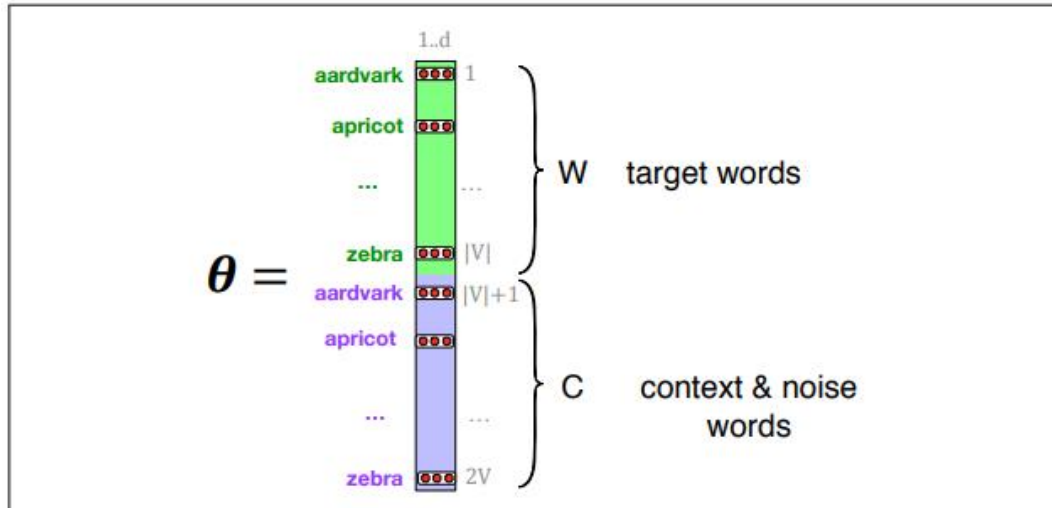 1..d
aardvark 1
apricot
... ...
W target words
zebra |V|
θ =
aardvark |V|+1
apricot
C context & noise
words
... ...
zebra 2V